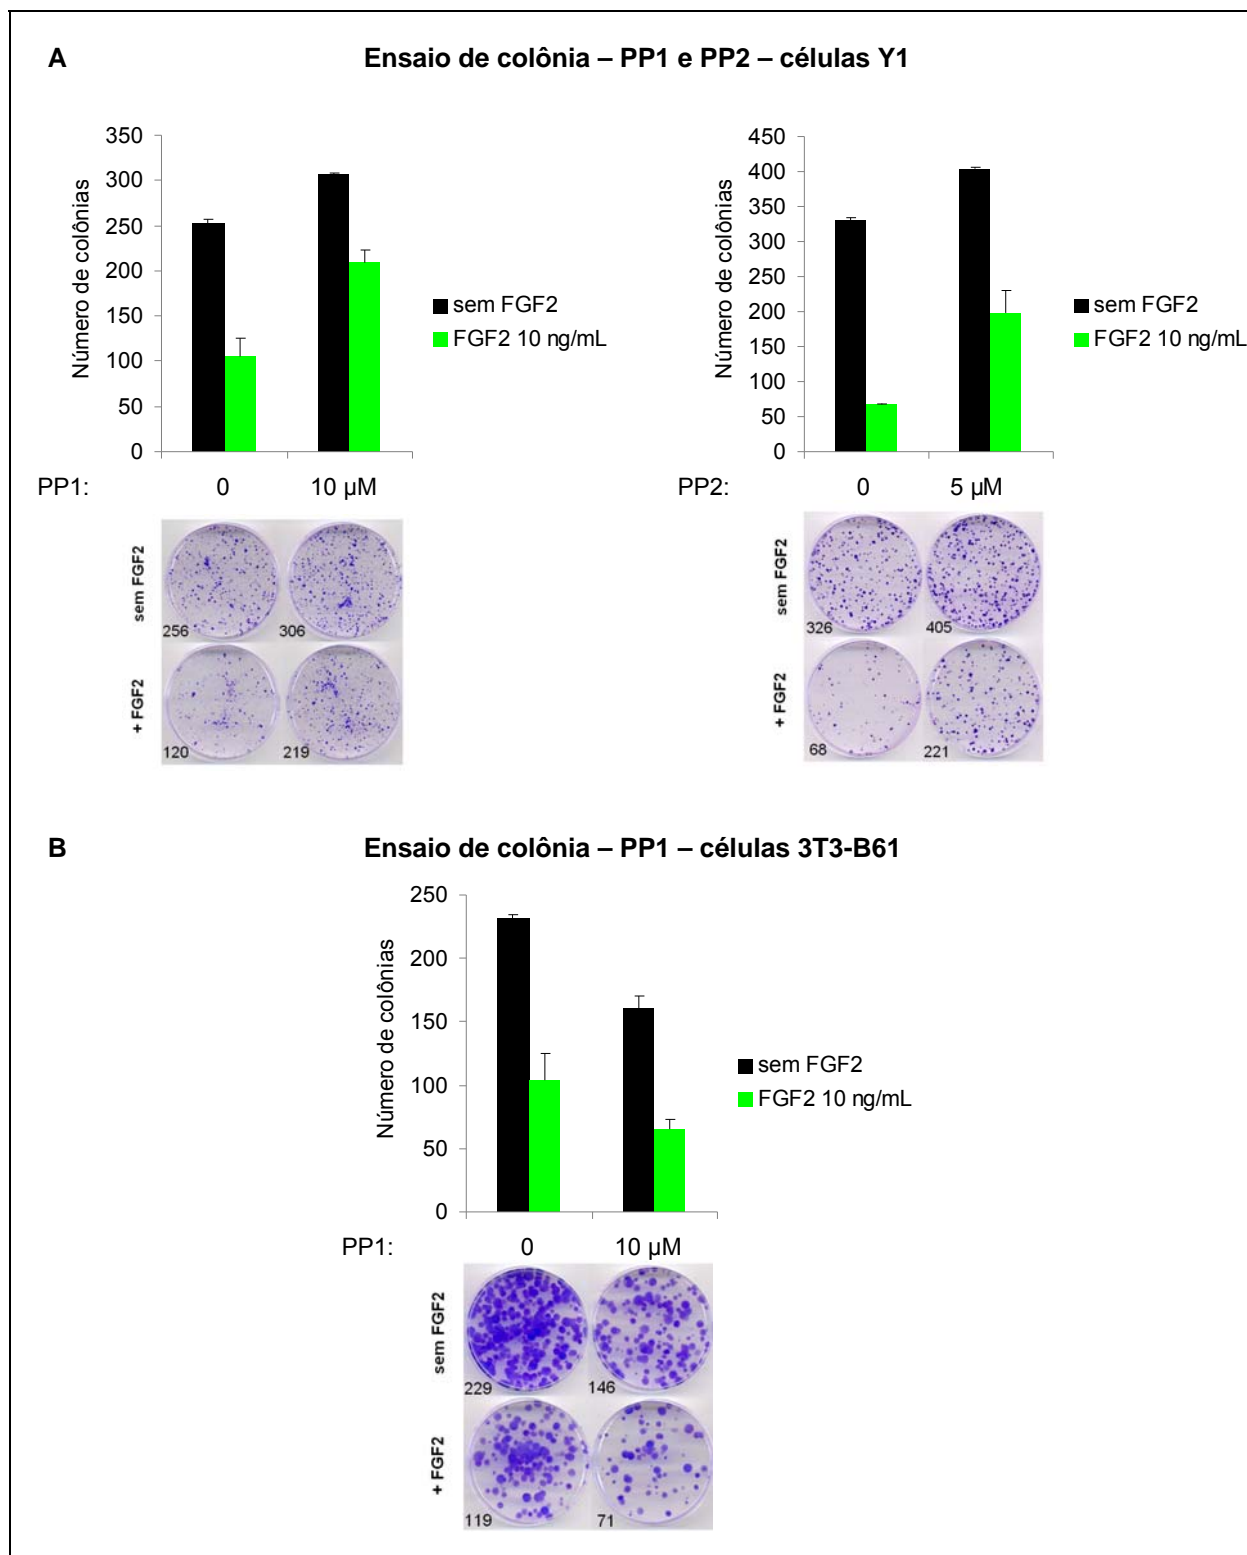 A
Ensaio de colônia – PP1 e PP2 – células Y1
Número de colônias
350
300
250
200
150
100
50
0
sem FGF2
FGF2 10 ng/mL
PP1:
0
10 µM
sem FGF2
256
306
+ FGF2
120
219
Número de colônias
450
400
350
300
250
200
150
100
50
0
sem FGF2
FGF2 10 ng/mL
PP2:
0
5 µM
sem FGF2
326
405
+ FGF2
68
221
B
Ensaio de colônia – PP1 – células 3T3-B61
Número de colônias
250
200
150
100
50
0
sem FGF2
FGF2 10 ng/mL
PP1:
0
10 µM
sem FGF2
229
146
+ FGF2
119
71